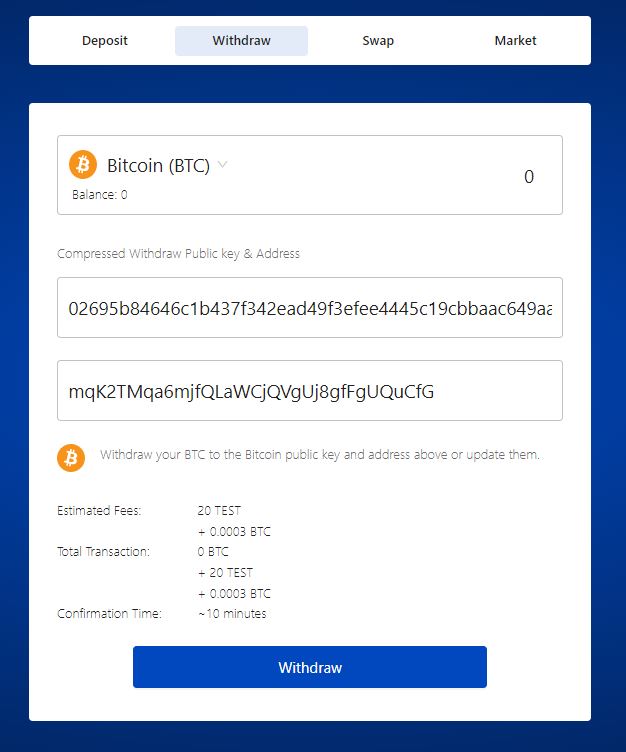 Deposit Withdraw Swap Market
Bitcoin (BTC) 0
Balance: 0
Compressed Withdraw Public key & Address
02695b84646c1b437f342ead49f3efee4445c19cbbaac649aa
mqK2TMqa6mjfQLaWCjQVgUj8gfFgUQuCfG
Withdraw your BTC to the Bitcoin public key and address above or update them.
Estimated Fees: 20 TEST
+ 0.0003 BTC
Total Transaction: 0 BTC
+ 20 TEST
+ 0.0003 BTC
Confirmation Time: ~10 minutes
Withdraw